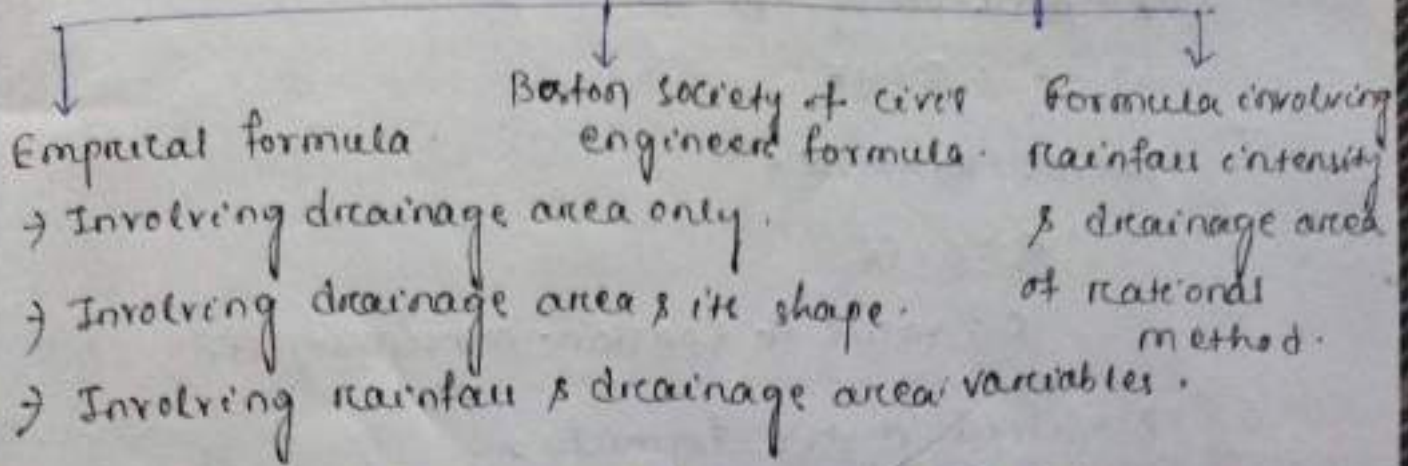 Emprical formula
Boston society of civil
engineers formula.
Formula involving
rainfall intensity
& drainage area
of rational
method.
→ Involving drainage area only.
→ Involving drainage area & its shape.
→ Involving rainfall & drainage area variables.